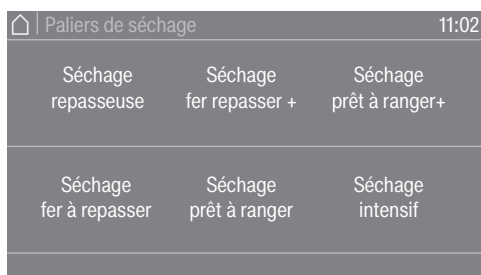 Paliers de séchage 11:02
Séchage Séchage Séchage
repasseuse fer repasser + prêt à ranger+
Séchage Séchage Séchage
fer à repasser prêt à ranger intensif